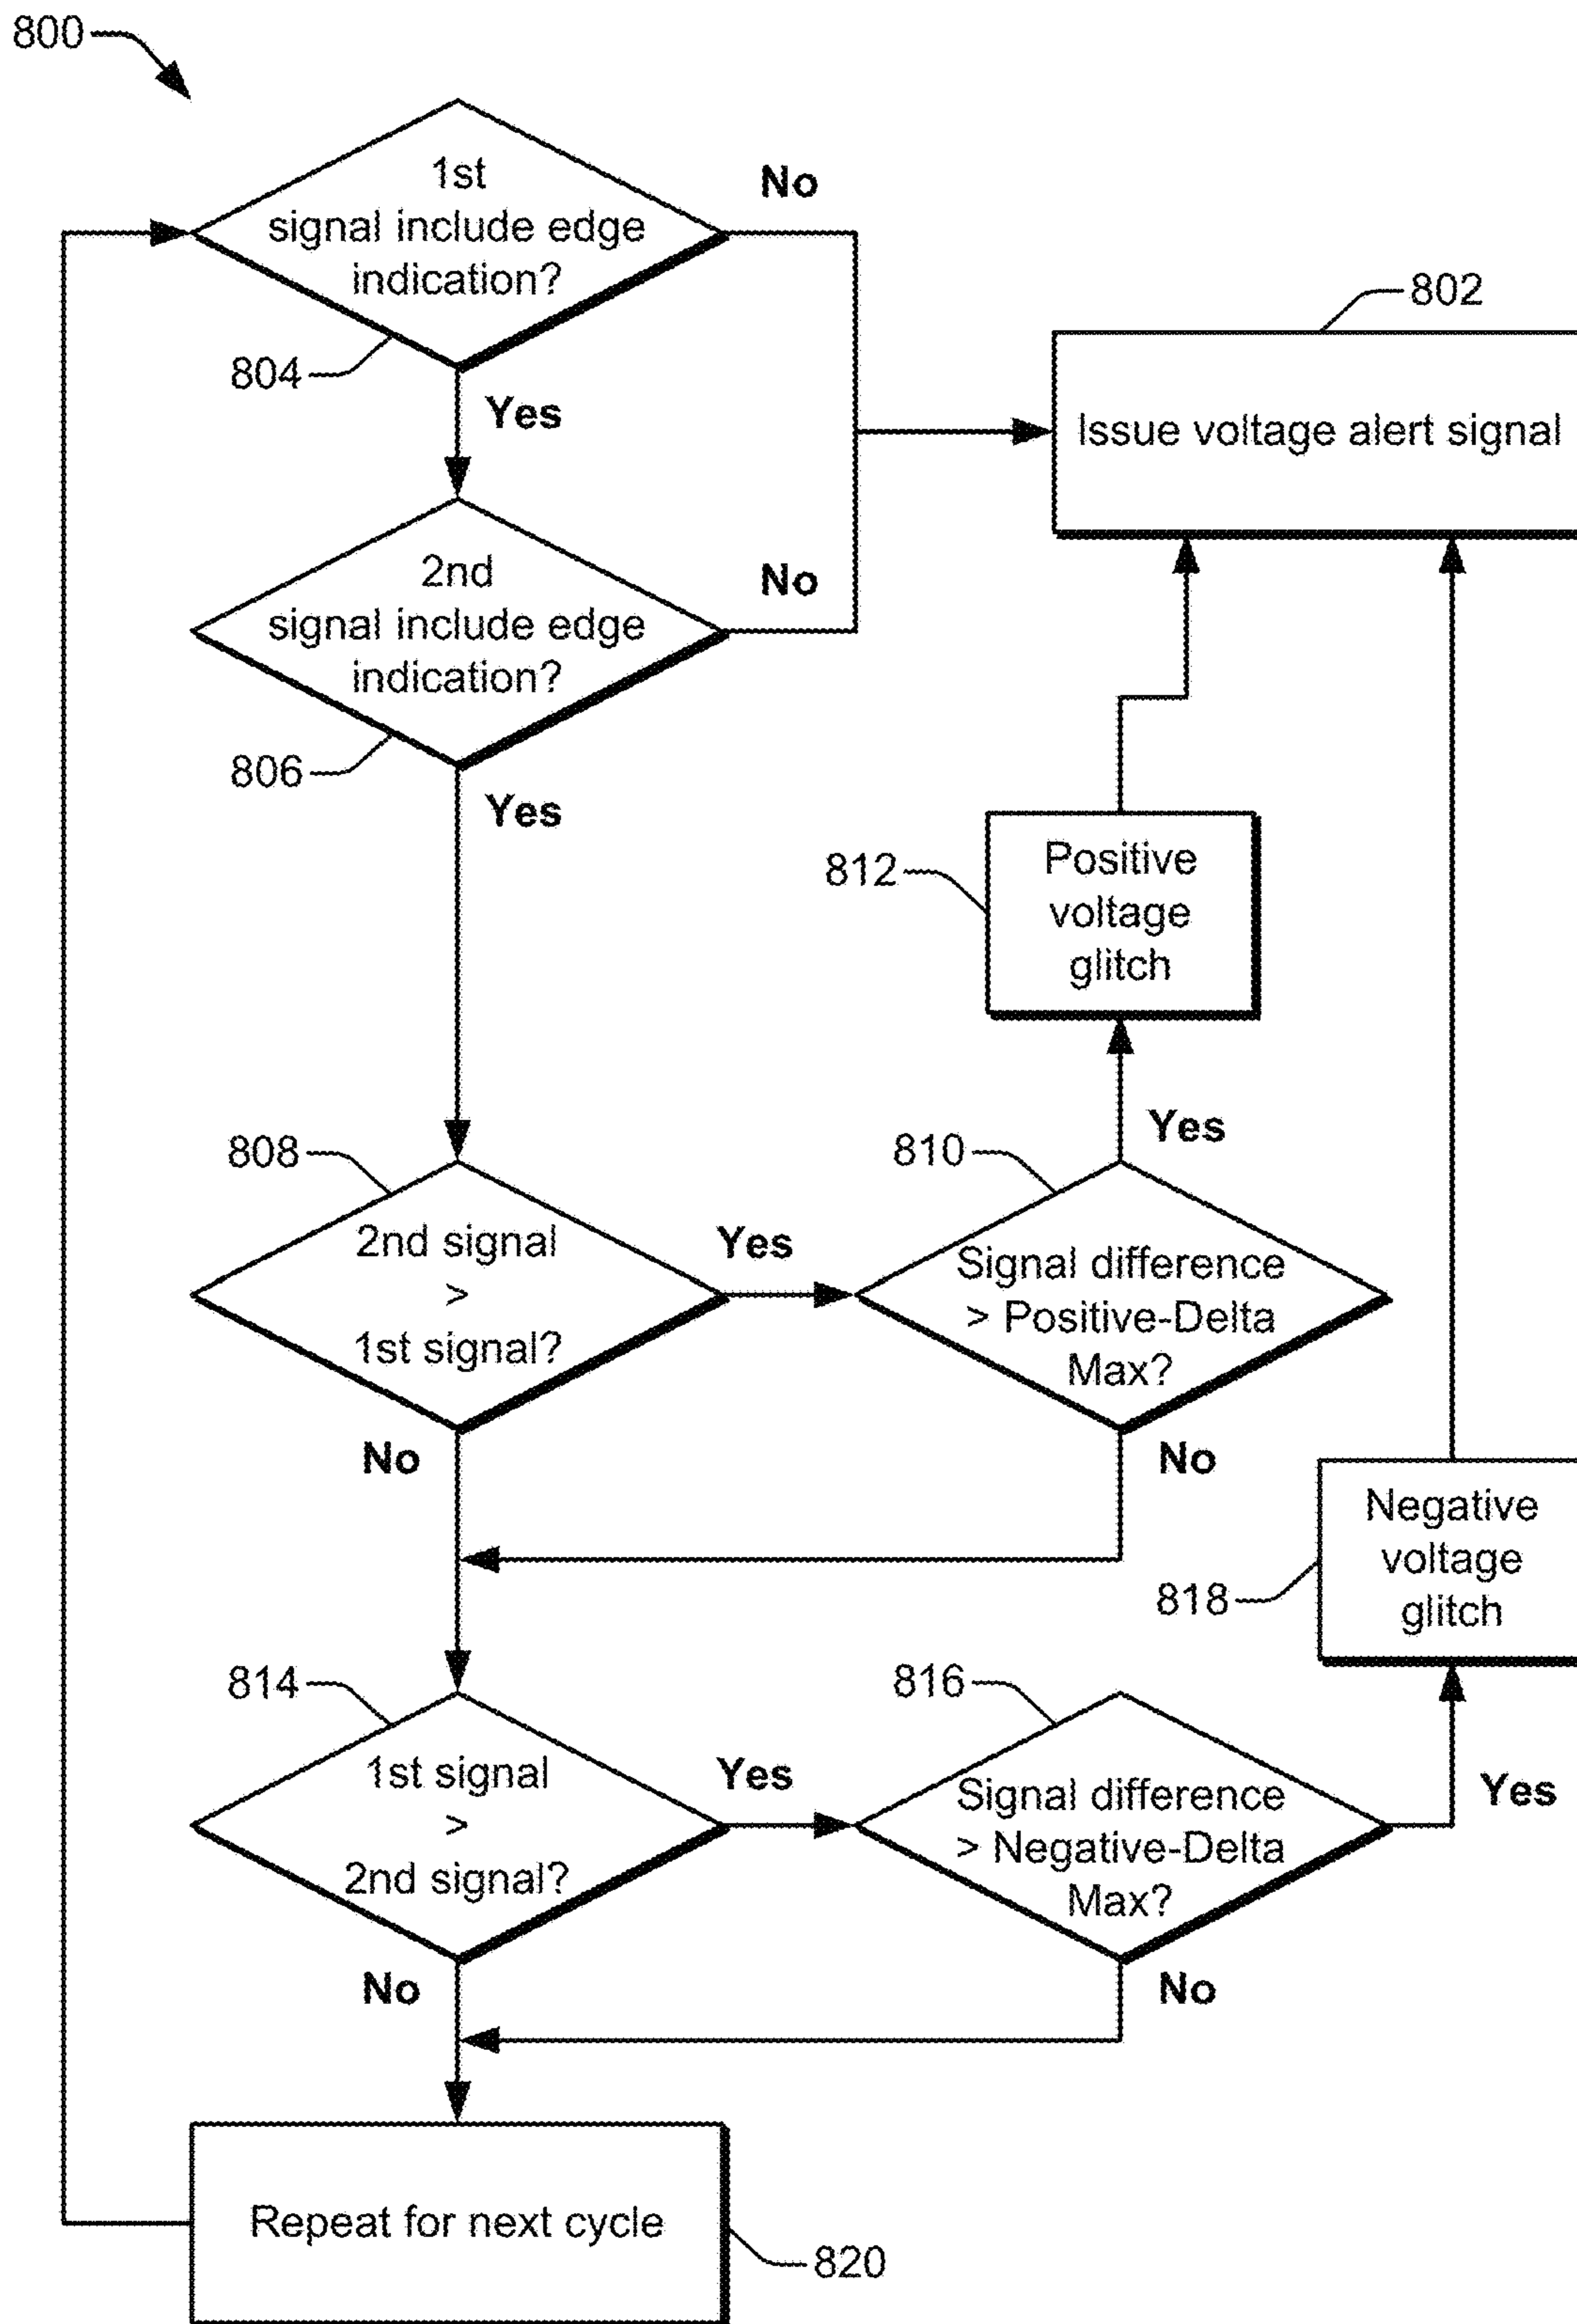 800
1st
signal include edge
indication?
No
804
Yes
802
Issue voltage alert signal
2nd
signal include edge
indication?
No
806
Yes
812
Positive
voltage
glitch
808
2nd signal
>
1st signal?
Yes
No
810
Yes
Signal difference
> Positive-Delta
Max?
No
Negative
voltage
glitch
818
814
1st signal
>
2nd signal?
Yes
No
816
Signal difference
> Negative-Delta
Max?
Yes
No
Repeat for next cycle
820